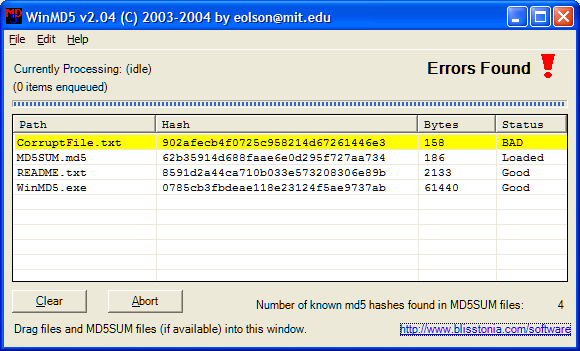 MD WinMD5 v2.04 (C) 2003-2004 by eolson@mit.edu
File Edit Help
Currently Processing: (idle)
Errors Found !
(0 items enqueued)
Path Hash Bytes Status
CorruptFile.txt 902afecb4f0725c958214d67261446e3 158 BAD
MD5SUM.md5 62b35914d688faae6e0d295f727aa734 186 Loaded
README.txt 8591d2a44ca710b033e573208306e89b 2133 Good
WinMD5.exe 0785cb3fbdeae118e23124f5ae9737ab 61440 Good
Clear Abort Number of known md5 hashes found in MD5SUM files: 4
Drag files and MD5SUM files (if available) into this window. http://www.blisstonia.com/software